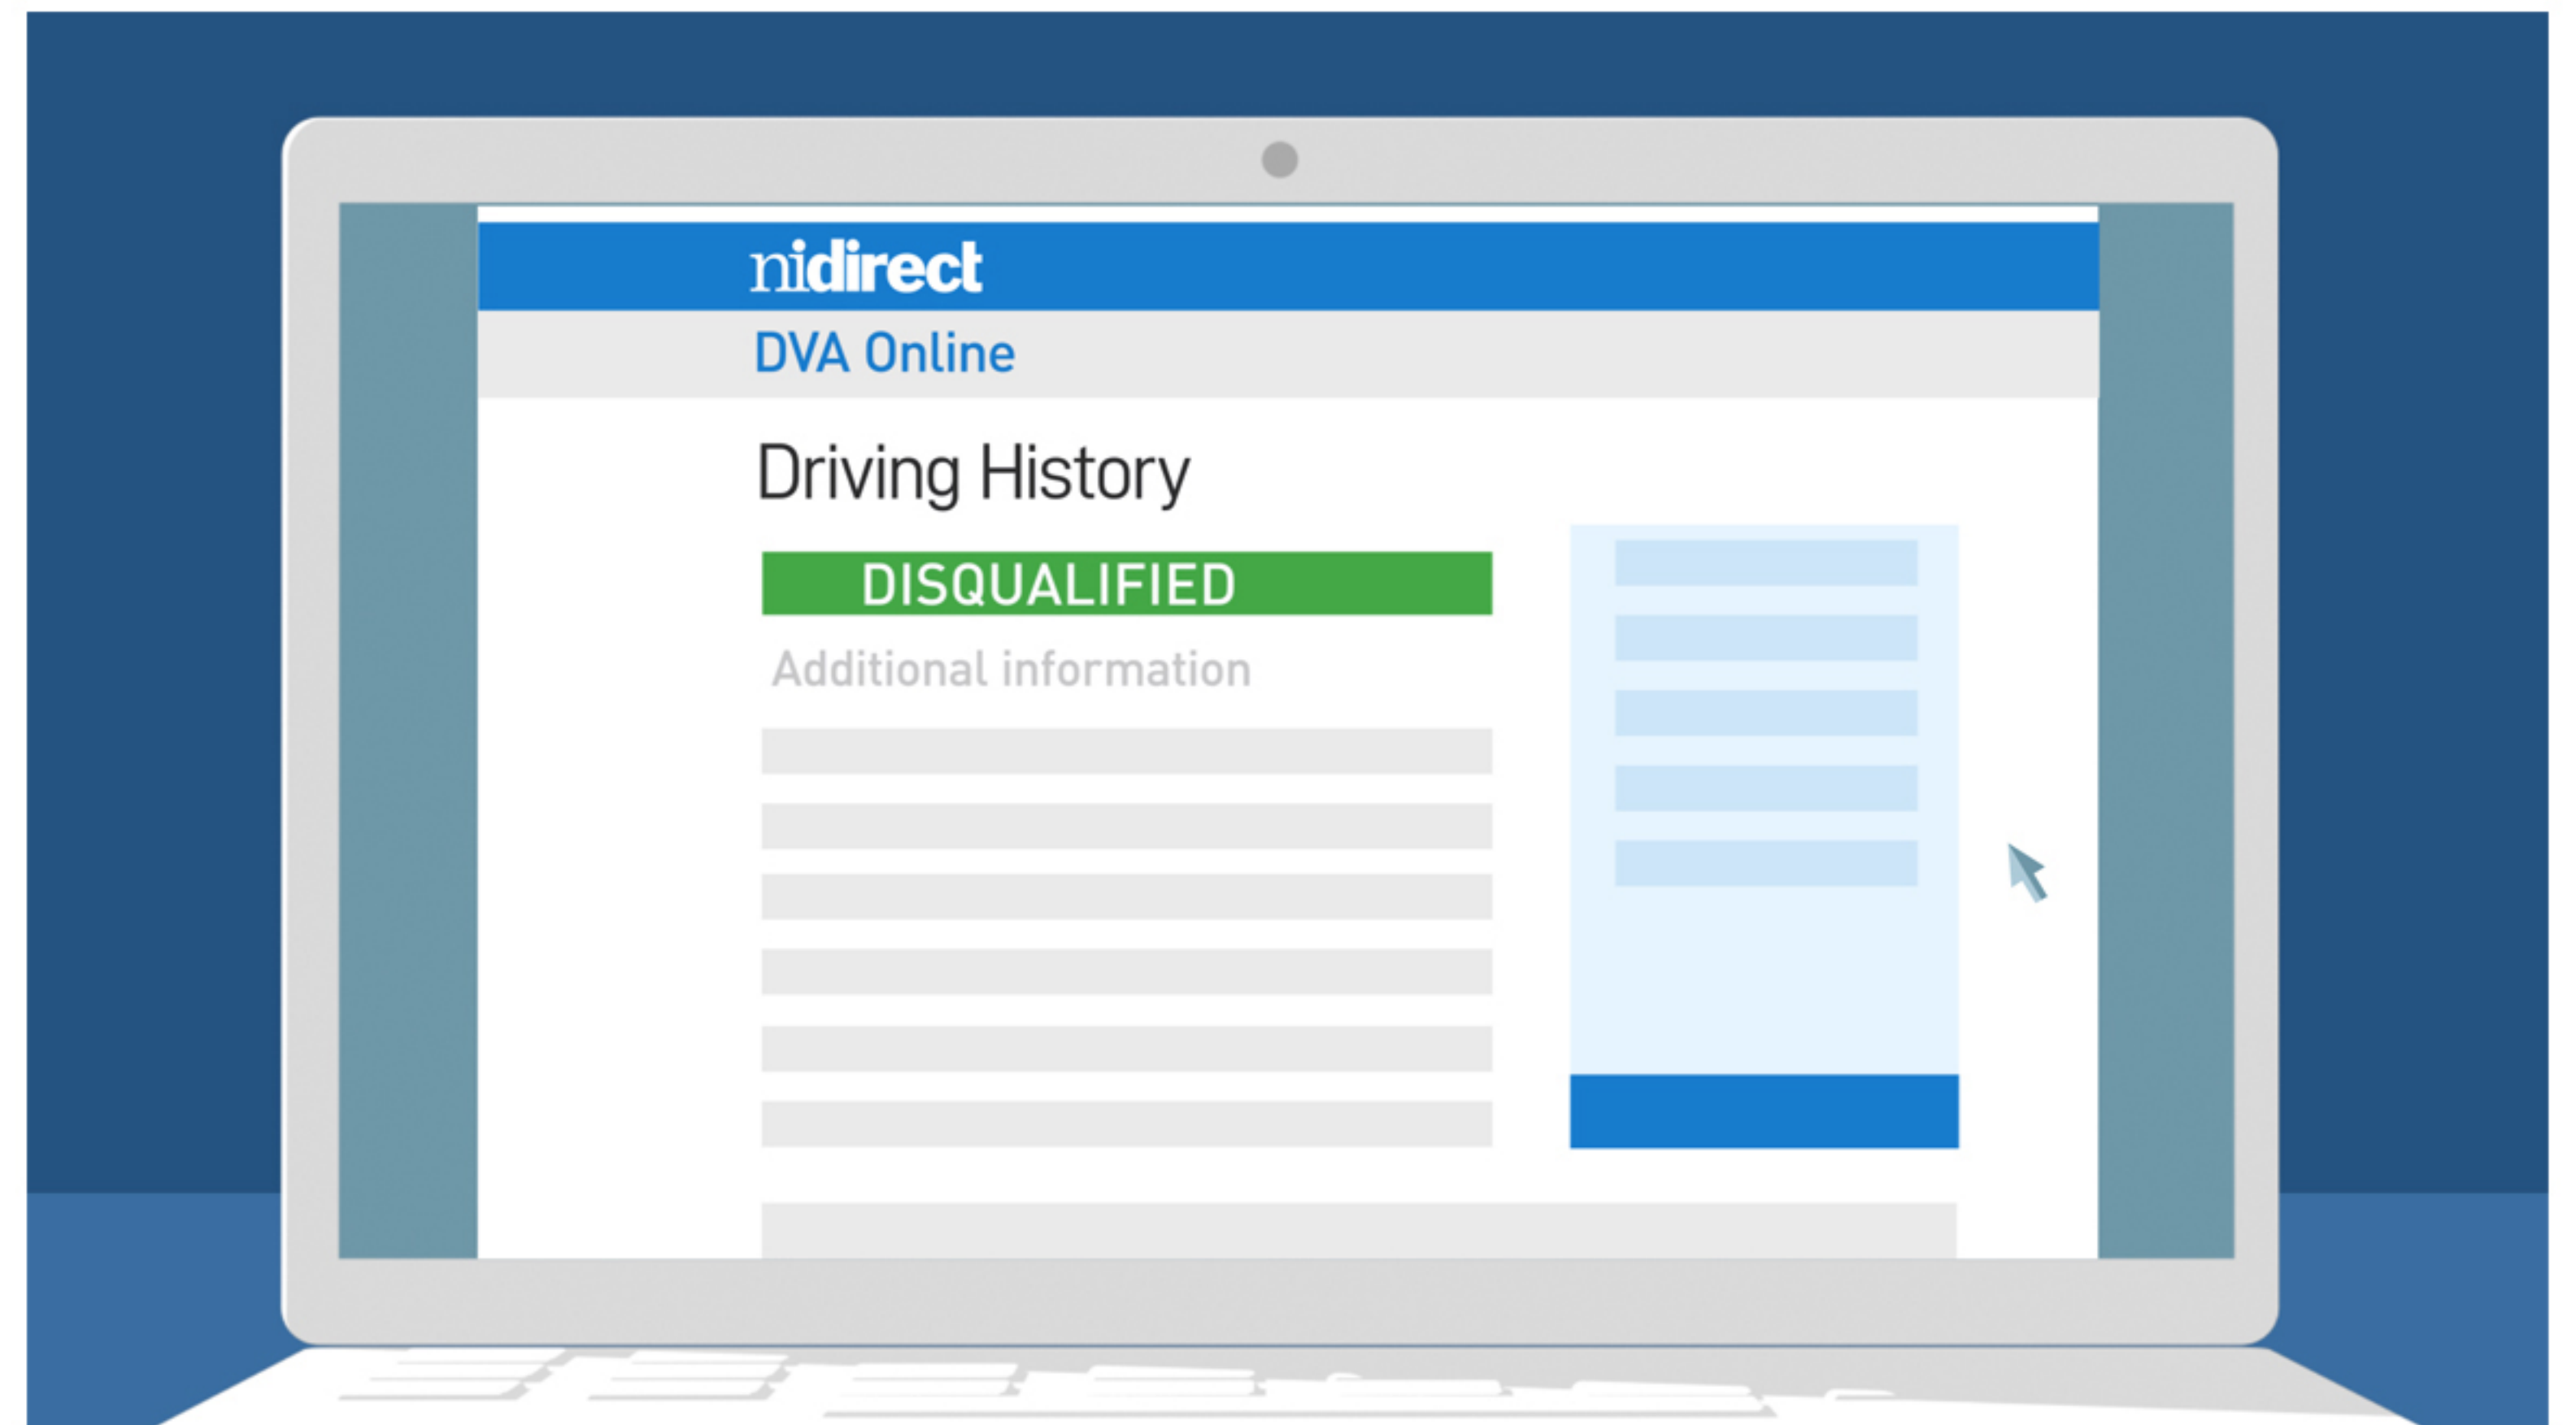 nidirect
DVA Online
Driving History
DISQUALIFIED
Additional information